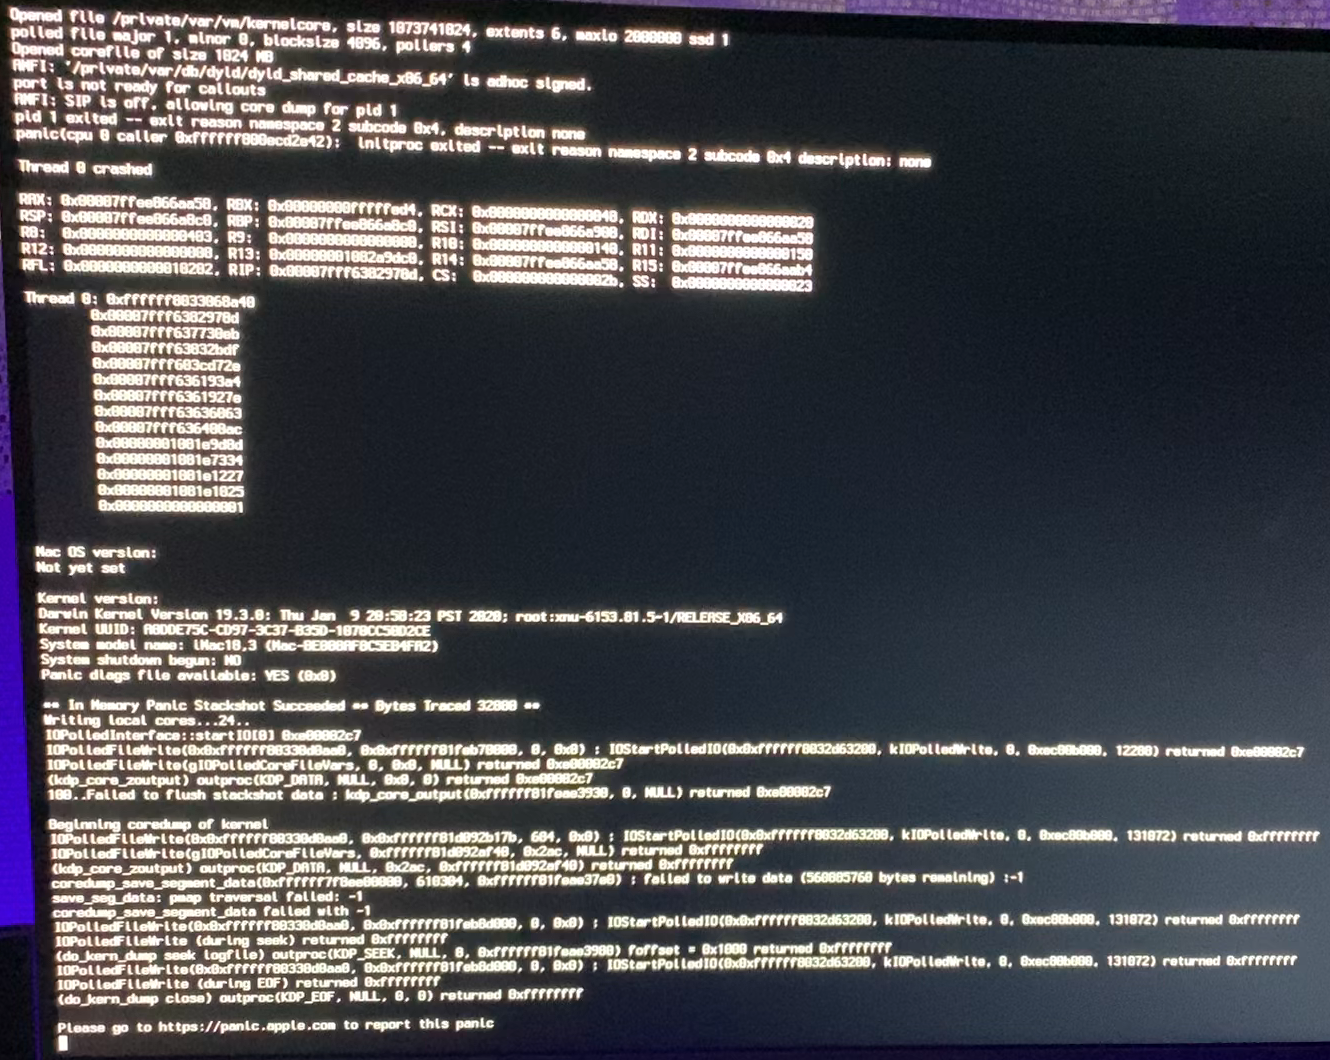 Opened file /private/var/vm/kernelcore, size 1073741824, extents 6, maxio 2000000 ssd 1
polled file major 1, minor 0, blocksize 4096, pollers 4
Opened corefile of size 1024 MB
AMFI: '/private/var/db/dyld/dyld_shared_cache_x86_64' is adhoc signed.
port is not ready for callouts
AMFI: SIP is off, allowing core dump for pid 1
pid 1 exited -- exit reason namespace 2 subcode 0x4, description none
panic(cpu 0 caller 0xffffff800ecd2e42): initproc exited -- exit reason namespace 2 subcode 0x4 description: none
Thread 0 crashed
RAX: 0x00007ffee066aa50, RBX: 0x00000000fffffed4, RCX: 0x0000000000000040, RDX: 0x0000000000000020
RSP: 0x00007ffee066a8c0, RBP: 0x00007ffee066a8c0, RSI: 0x00007ffee066a900, RDI: 0x00007ffee066aa50
R8: 0x0000000000000403, R9: 0x0000000000000000, R10: 0x0000000000000140, R11: 0x0000000000000150
R12: 0x0000000000000000, R13: 0x00000001082a9dc0, R14: 0x00007ffee066aa50, R15: 0x00007ffee066aab4
RFL: 0x0000000000010202, RIP: 0x00007fff6382978d, CS: 0x000000000000002b, SS: 0x0000000000000023
Thread 0: 0xffffff8033068a40
0x00007fff6382978d
0x00007fff637730eb
0x00007fff63832bdf
0x00007fff603cd72e
0x00007fff636193a4
0x00007fff6361927e
0x00007fff63636063
0x00007fff636408ac
0x00000001081e9d8d
0x00000001081e7334
0x00000001081e1227
0x00000001081e1025
0x0000000000000001
Mac OS version:
Not yet set
Kernel version:
Darwin Kernel Version 19.3.0: Thu Jan 9 20:58:23 PST 2020; root:xnu-6153.81.5~1/RELEASE_X86_64
Kernel UUID: A8DDE75C-CD97-3C37-B35D-1070CC50D2CE
System model name: iMac18,3 (Mac-BE088AF8C5EB4FA2)
System shutdown begun: NO
Panic diags file available: YES (0x0)
** In Memory Panic Stackshot Succeeded ** Bytes Traced 32000 **
Writing local cores...24..
IOPolledInterface::startIO[0] 0xe00002c7
IOPolledFileWrite(0x0xffffff80330d8aa0, 0x0xffffff81feb70000, 0, 0x0) : IOStartPolledIO(0x0xffffff8032d63200, kIOPolledWrite, 0, 0xec00b000, 12288) returned 0xe00002c7
IOPolledFileWrite(gIOPolledCoreFileVars, 0, 0x0, NULL) returned 0xe00002c7
(kdp_core_zoutput) outproc(KDP_DATA, NULL, 0x0, 0) returned 0xe00002c7
100..Failed to flush stackshot data : kdp_core_output(0xffffff81feae3930, 0, NULL) returned 0xe00002c7
Beginning coredump of kernel
IOPolledFileWrite(0x0xffffff80330d8aa0, 0x0xffffff81d092b17b, 684, 0x0) : IOStartPolledIO(0x0xffffff8032d63200, kIOPolledWrite, 0, 0xec00b000, 131072) returned 0xffffffff
IOPolledFileWrite(gIOPolledCoreFileVars, 0xffffff81d092af40, 0x2ac, NULL) returned 0xffffffff
(kdp_core_zoutput) outproc(KDP_DATA, NULL, 0x2ac, 0xffffff81d092af40) returned 0xffffffff
coredump_save_segment_data(0xffffff7f8ee00000, 610304, 0xffffff81feae37e0) : failed to write data (560885760 bytes remaining) :-1
save_seg_data: pmap traversal failed: -1
coredump_save_segment_data failed with -1
IOPolledFileWrite(0x0xffffff80330d8aa0, 0x0xffffff81feb8d000, 0, 0x0) : IOStartPolledIO(0x0xffffff8032d63200, kIOPolledWrite, 0, 0xec00b000, 131072) returned 0xffffffff
IOPolledFileWrite (during seek) returned 0xffffffff
(do_kern_dump seek logfile) outproc(KDP_SEEK, NULL, 8, 0xffffff81feae3980) foffset = 0x1000 returned 0xffffffff
IOPolledFileWrite(0x0xffffff80330d8aa0, 0x0xffffff81feb8d000, 0, 0x0) : IOStartPolledIO(0x0xffffff8032d63200, kIOPolledWrite, 0, 0xec00b000, 131072) returned 0xffffffff
IOPolledFileWrite (during EOF) returned 0xffffffff
(do_kern_dump close) outproc(KDP_EOF, NULL, 0, 0) returned 0xffffffff
Please go to https://panic.apple.com to report this panic